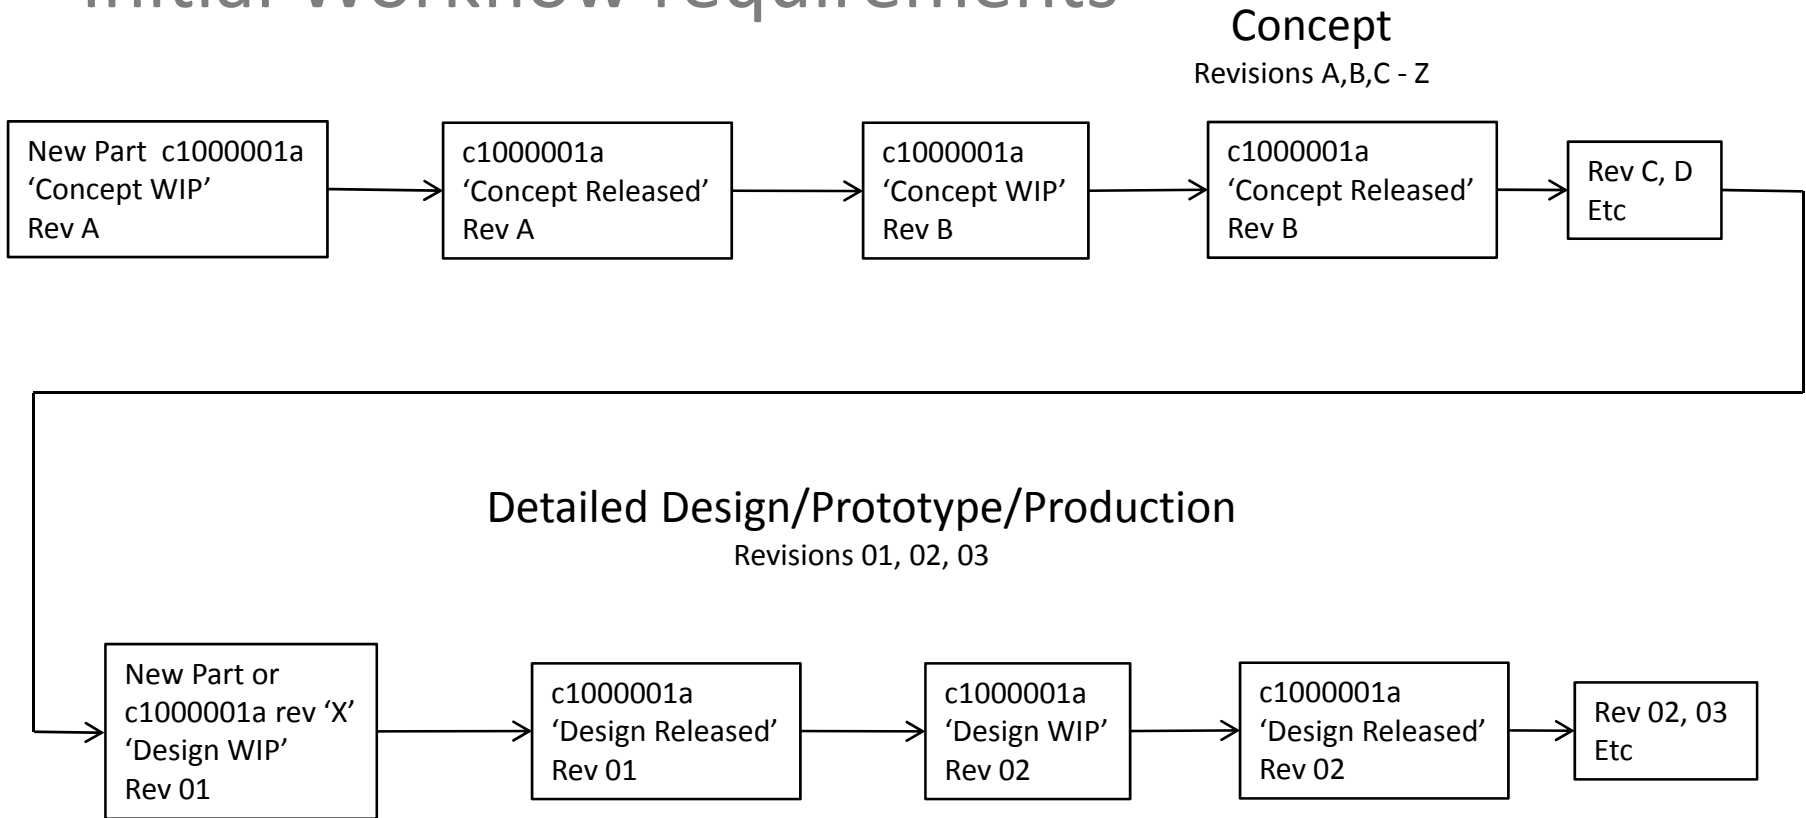 Initial Workflow requirements
Concept
Revisions A,B,C - Z
New Part  c1000001a
‘Concept WIP’
Rev A
c1000001a
‘Concept Released’
Rev A
c1000001a
‘Concept WIP’
Rev B
c1000001a
‘Concept Released’
Rev B
Rev C, D
Etc
Detailed Design/Prototype/Production
Revisions 01, 02, 03
New Part or
c1000001a rev ‘X’
‘Design WIP’
Rev 01
c1000001a
‘Design Released’
Rev 01
c1000001a
‘Design WIP’
Rev 02
c1000001a
‘Design Released’
Rev 02
Rev 02, 03
Etc